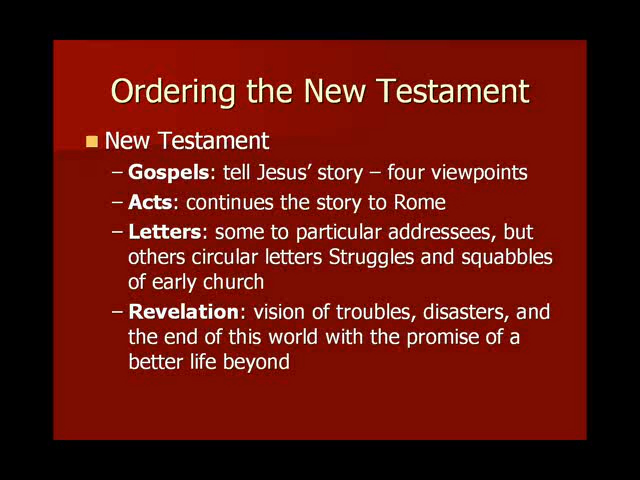 Ordering the New Testament
New Testament
– Gospels: tell Jesus’ story – four viewpoints
– Acts: continues the story to Rome
– Letters: some to particular addressees, but
others circular letters Struggles and squabbles
of early church
– Revelation: vision of troubles, disasters, and
the end of this world with the promise of a
better life beyond